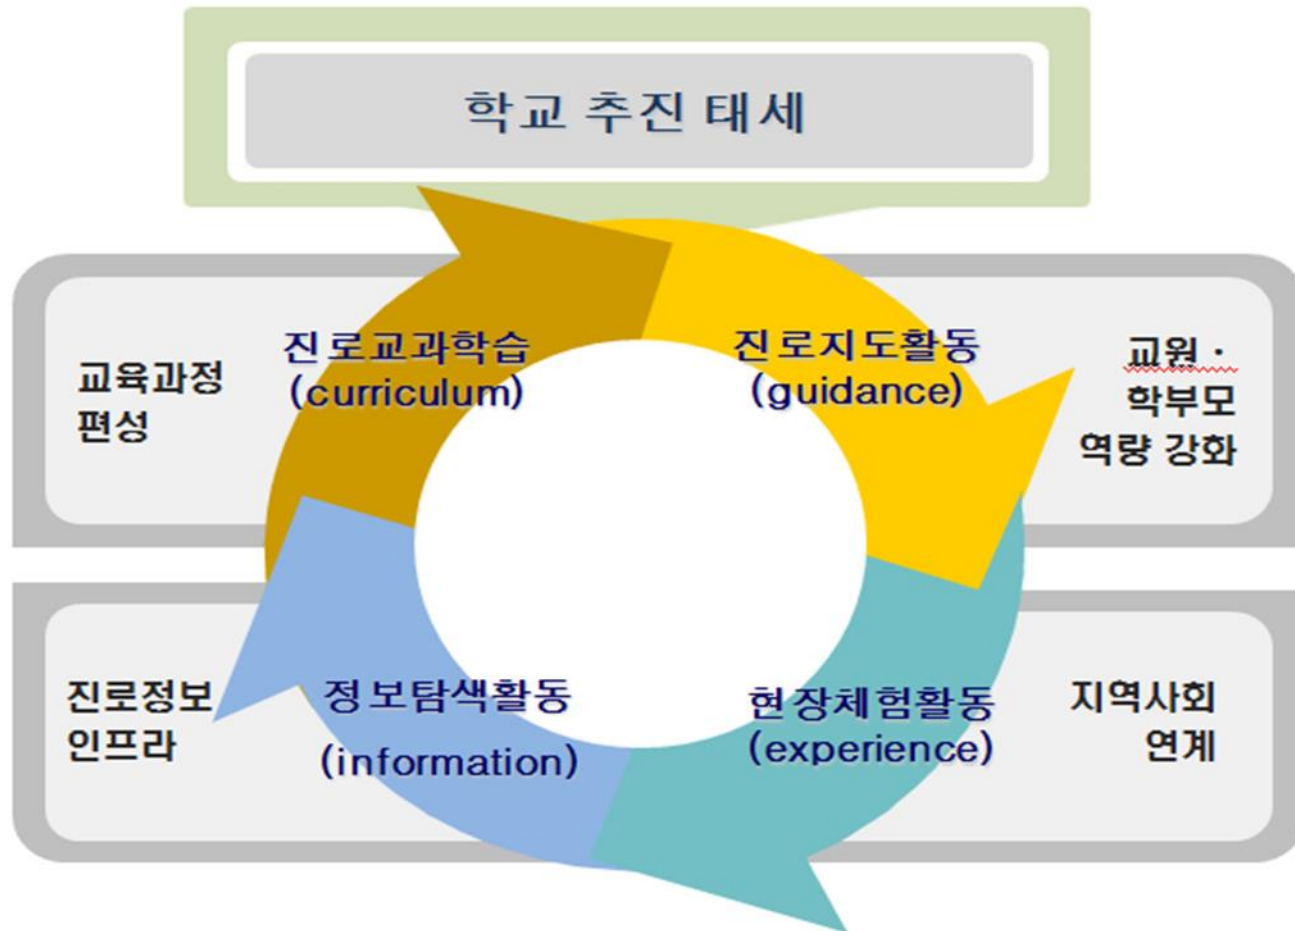 학교 추진 태세
교육과정
편성
진로교과학습
(curriculum)
진로지도활동
(guidance)
교원 ·
학부모
역량 강화
진로정보
인프라
정보탐색활동
(information)
현장체험활동
(experience)
지역사회
연계